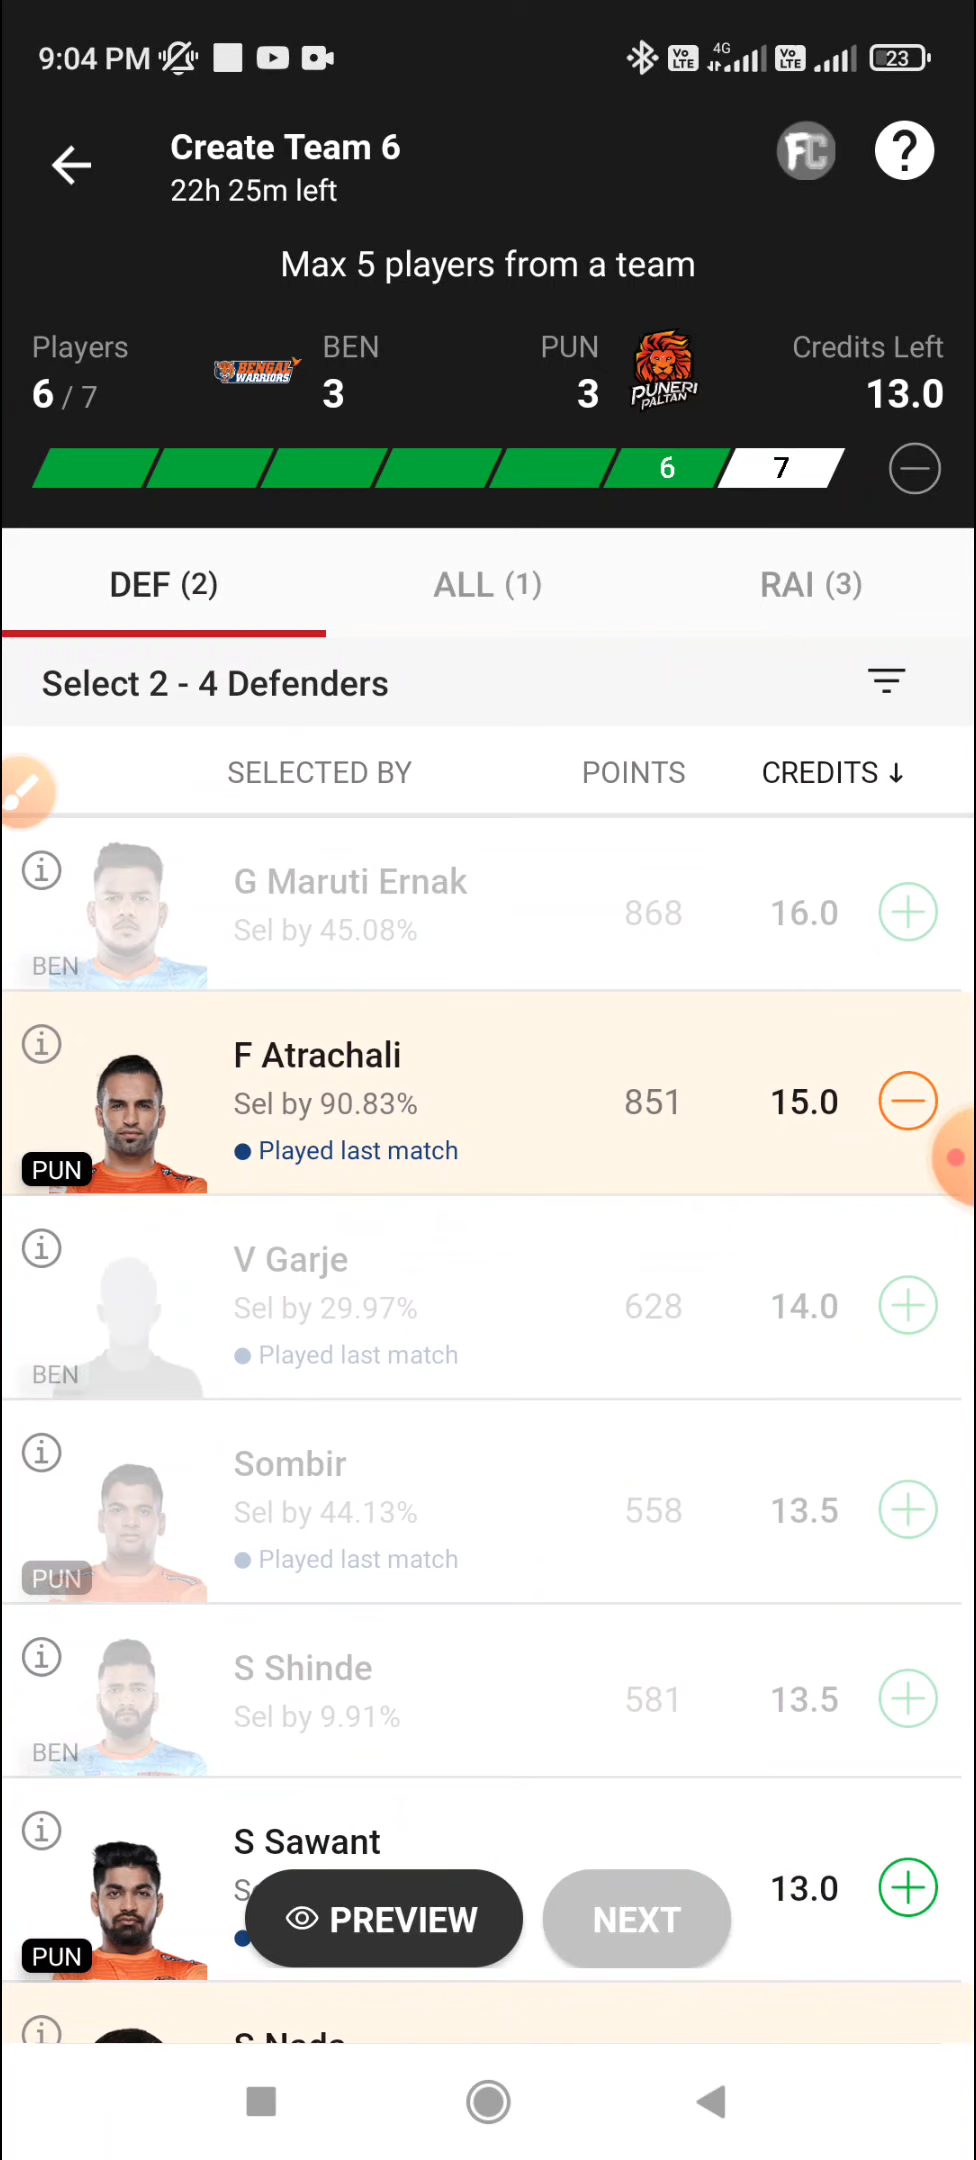 9:04 PM
4G
Vo LTE
Vo LTE
23
Create Team 6
22h 25m left
FC
?
Max 5 players from a team
Players
BEN
PUN
Credits Left
6 / 7
BENGAL WARRIORS
3
3
PUNERI PALTAN
13.0
6
7
DEF (2)
ALL (1)
RAI (3)
Select 2 - 4 Defenders
SELECTED BY
POINTS
CREDITS ↓
G Maruti Ernak
Sel by 45.08%
868
16.0
BEN
F Atrachali
Sel by 90.83%
851
15.0
Played last match
PUN
V Garje
Sel by 29.97%
628
14.0
Played last match
BEN
Sombir
Sel by 44.13%
558
13.5
Played last match
PUN
S Shinde
Sel by 9.91%
581
13.5
BEN
S Sawant
13.0
PREVIEW
NEXT
PUN